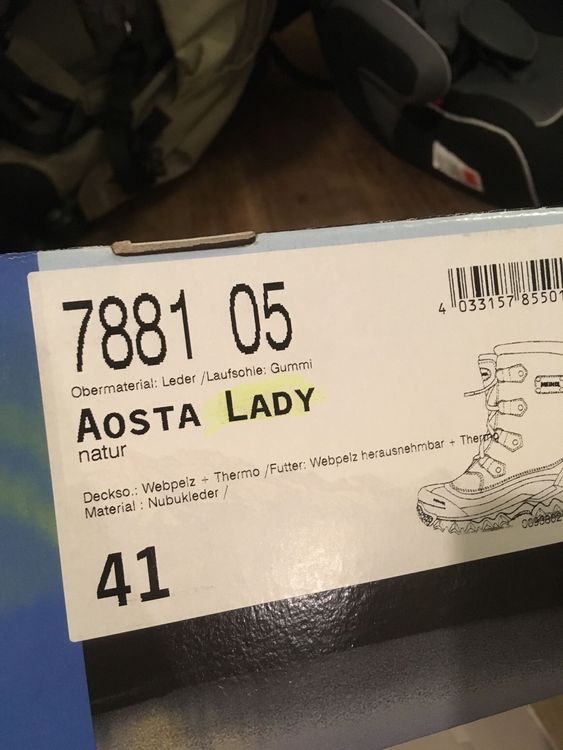 7881 05
4 033157 85501
Obermaterial: Leder /Laufsohle: Gummi
AOSTA LADY
natur
MEINDL
Deckso.: Webpelz + Thermo /Futter: Webpelz herausnehmbar + Thermo
Material : Nubukleder /
41